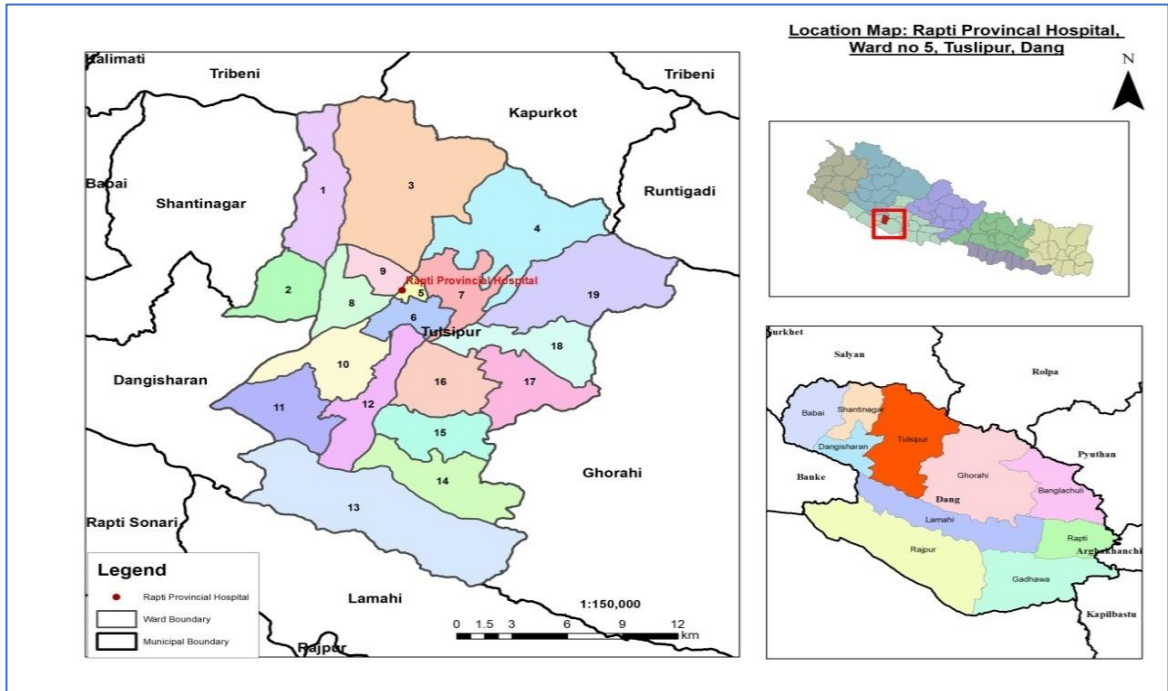 Location Map: Rapti Provincal Hospital,
Ward no 5, Tuslipur, Dang
N
Kalimati
Tribeni
Tribeni
Kapurkot
Babai
Shantinagar
Runtigadi
1
3
4
9
Rapti Provincial Hospital
5
7
2
8
19
6
Tulsipur
18
Dangisharan
10
16
17
11
12
15
Ghorahi
14
13
Rapti Sonari
Legend
Rapti Provincial Hospital
Ward Boundary
Municipal Boundary
Lamahi
1:150,000
0 1.5 3 6 9 12
km
Rajpur
Surkhet
Salyan
Rolpa
Babai
Shantinagar
Tulsipur
Dangisharan
Ghorahi
Pyuthan
Banke
Banglachuli
Dang
Lamahi
Rajpur
Rapti
Arghakhanchi
Gadhawa
Kapilbastu